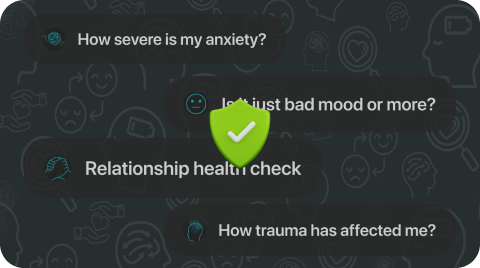 How severe is my anxiety?
Is it just bad mood or more?
Relationship health check
How trauma has affected me?